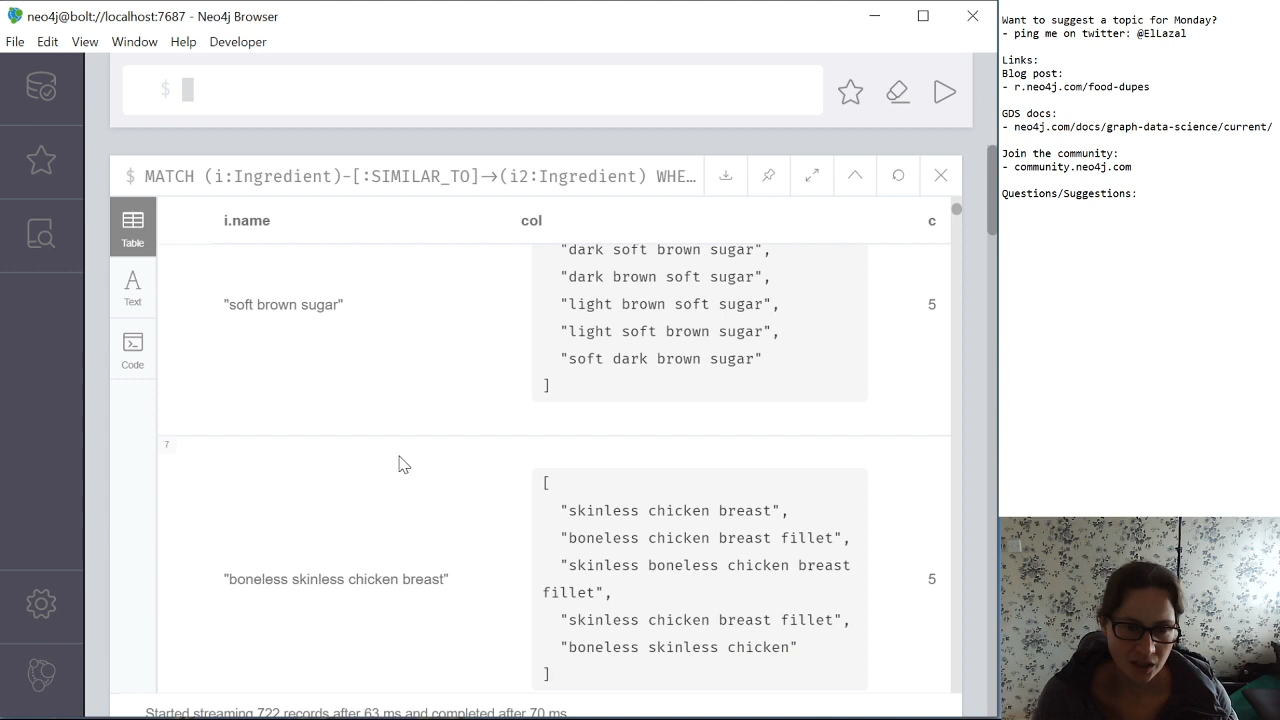 neo4j@bolt://localhost:7687 - Neo4j Browser
File Edit View Window Help Developer
$
$ MATCH (i:Ingredient)-[:SIMILAR_TO]→(i2:Ingredient) WHE…
Table
Text
Code
i.name col c
"soft brown sugar"
"dark soft brown sugar",
"dark brown soft sugar",
"light brown soft sugar",
"light soft brown sugar",
"soft dark brown sugar"
]
5
7
"boneless skinless chicken breast"
[
"skinless chicken breast",
"boneless chicken breast fillet",
"skinless boneless chicken breast
fillet",
"skinless chicken breast fillet",
"boneless skinless chicken"
]
5
Started streaming 722 records after 63 ms and completed after 70 ms.
Want to suggest a topic for Monday?
- ping me on twitter: @ElLazal
Links:
Blog post:
- r.neo4j.com/food-dupes
GDS docs:
- neo4j.com/docs/graph-data-science/current/
Join the community:
- community.neo4j.com
Questions/Suggestions: